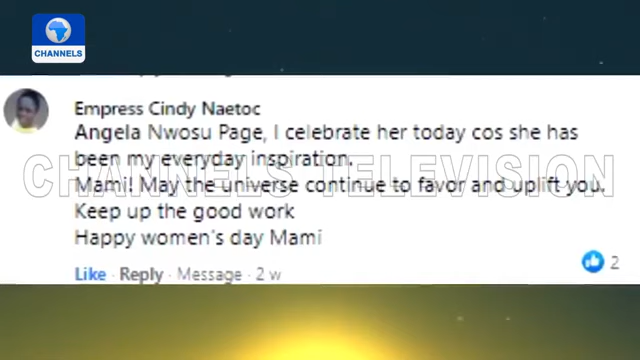 CHANNELS
Empress Cindy Naetoc
Angela Nwosu Page, I celebrate her today cos she has
been my everyday inspiration.
CHANNELS TELEVISION
Mami! May the universe continue to favor and uplift you.
Keep up the good work
Happy women's day Mami
2
Like · Reply · Message · 2 w